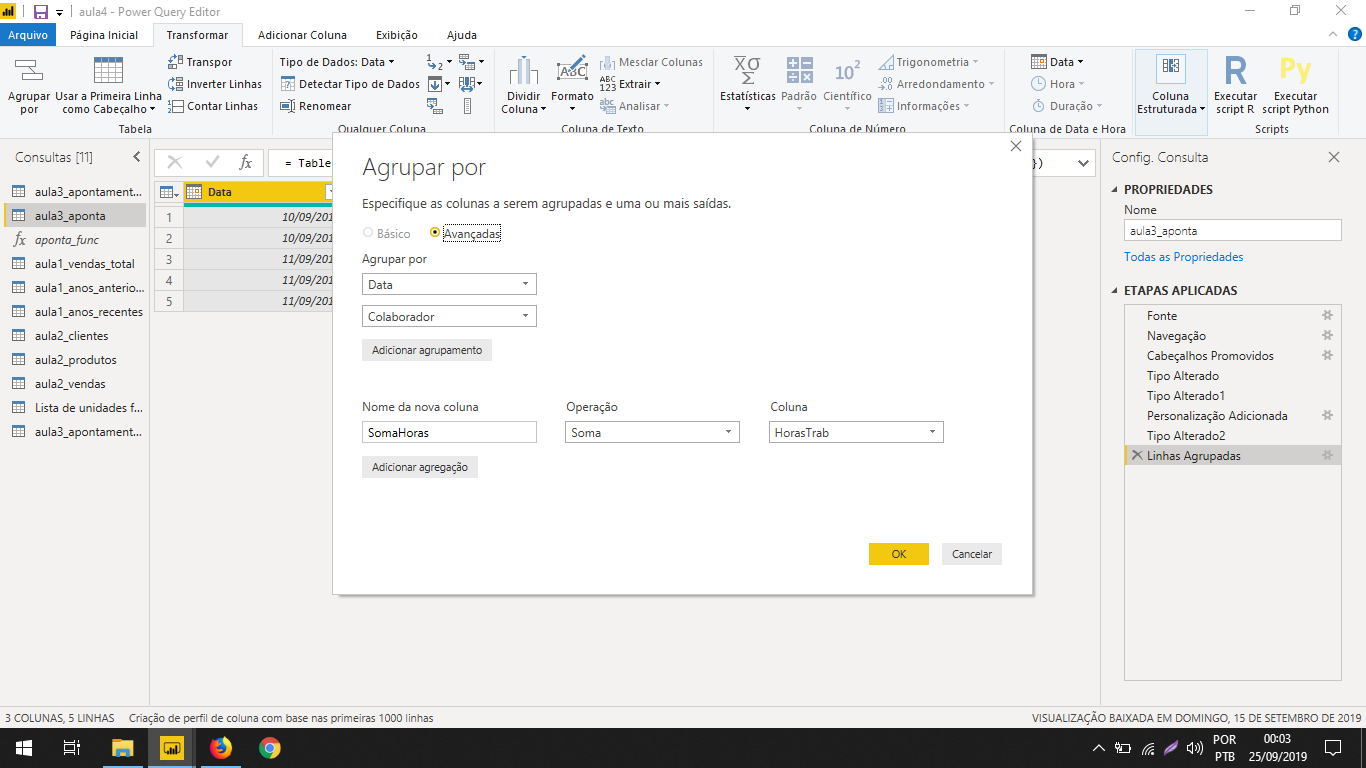 aula4 - Power Query Editor
Arquivo Página Inicial Transformar Adicionar Coluna Exibição Ajuda
Agrupar por
Usar a Primeira Linha como Cabeçalho
Transpor
Inverter Linhas
Contar Linhas
Tabela
Tipo de Dados: Data
Detectar Tipo de Dados
Renomear
Qualquer Coluna
Dividir Coluna
Formato
Mesclar Colunas
Extrair
Analisar
Coluna de Texto
Estatísticas
Padrão
Científico
Trigonometria
Arredondamento
Informações
Coluna de Número
Data
Hora
Duração
Coluna de Data e Hora
Coluna Estruturada
Executar script R
Executar script Python
Scripts
Consultas [11]
aula3_apontament...
aula3_aponta
aponta_func
aula1_vendas_total
aula1_anos_anterio...
aula1_anos_recentes
aula2_clientes
aula2_produtos
aula2_vendas
Lista de unidades f...
aula3_apontament...
= Table
})
Data
1 10/09/201
2 10/09/201
3 11/09/201
4 11/09/201
5 11/09/201
Agrupar por
Especifique as colunas a serem agrupadas e uma ou mais saídas.
Básico Avançadas
Agrupar por
Data
Colaborador
Adicionar agrupamento
Nome da nova coluna Operação Coluna
SomaHoras Soma HorasTrab
Adicionar agregação
OK Cancelar
Config. Consulta
PROPRIEDADES
Nome
aula3_aponta
Todas as Propriedades
ETAPAS APLICADAS
Fonte
Navegação
Cabeçalhos Promovidos
Tipo Alterado
Tipo Alterado1
Personalização Adicionada
Tipo Alterado2
Linhas Agrupadas
3 COLUNAS, 5 LINHAS Criação de perfil de coluna com base nas primeiras 1000 linhas
VISUALIZAÇÃO BAIXADA EM DOMINGO, 15 DE SETEMBRO DE 2019
POR
PTB
00:03
25/09/2019